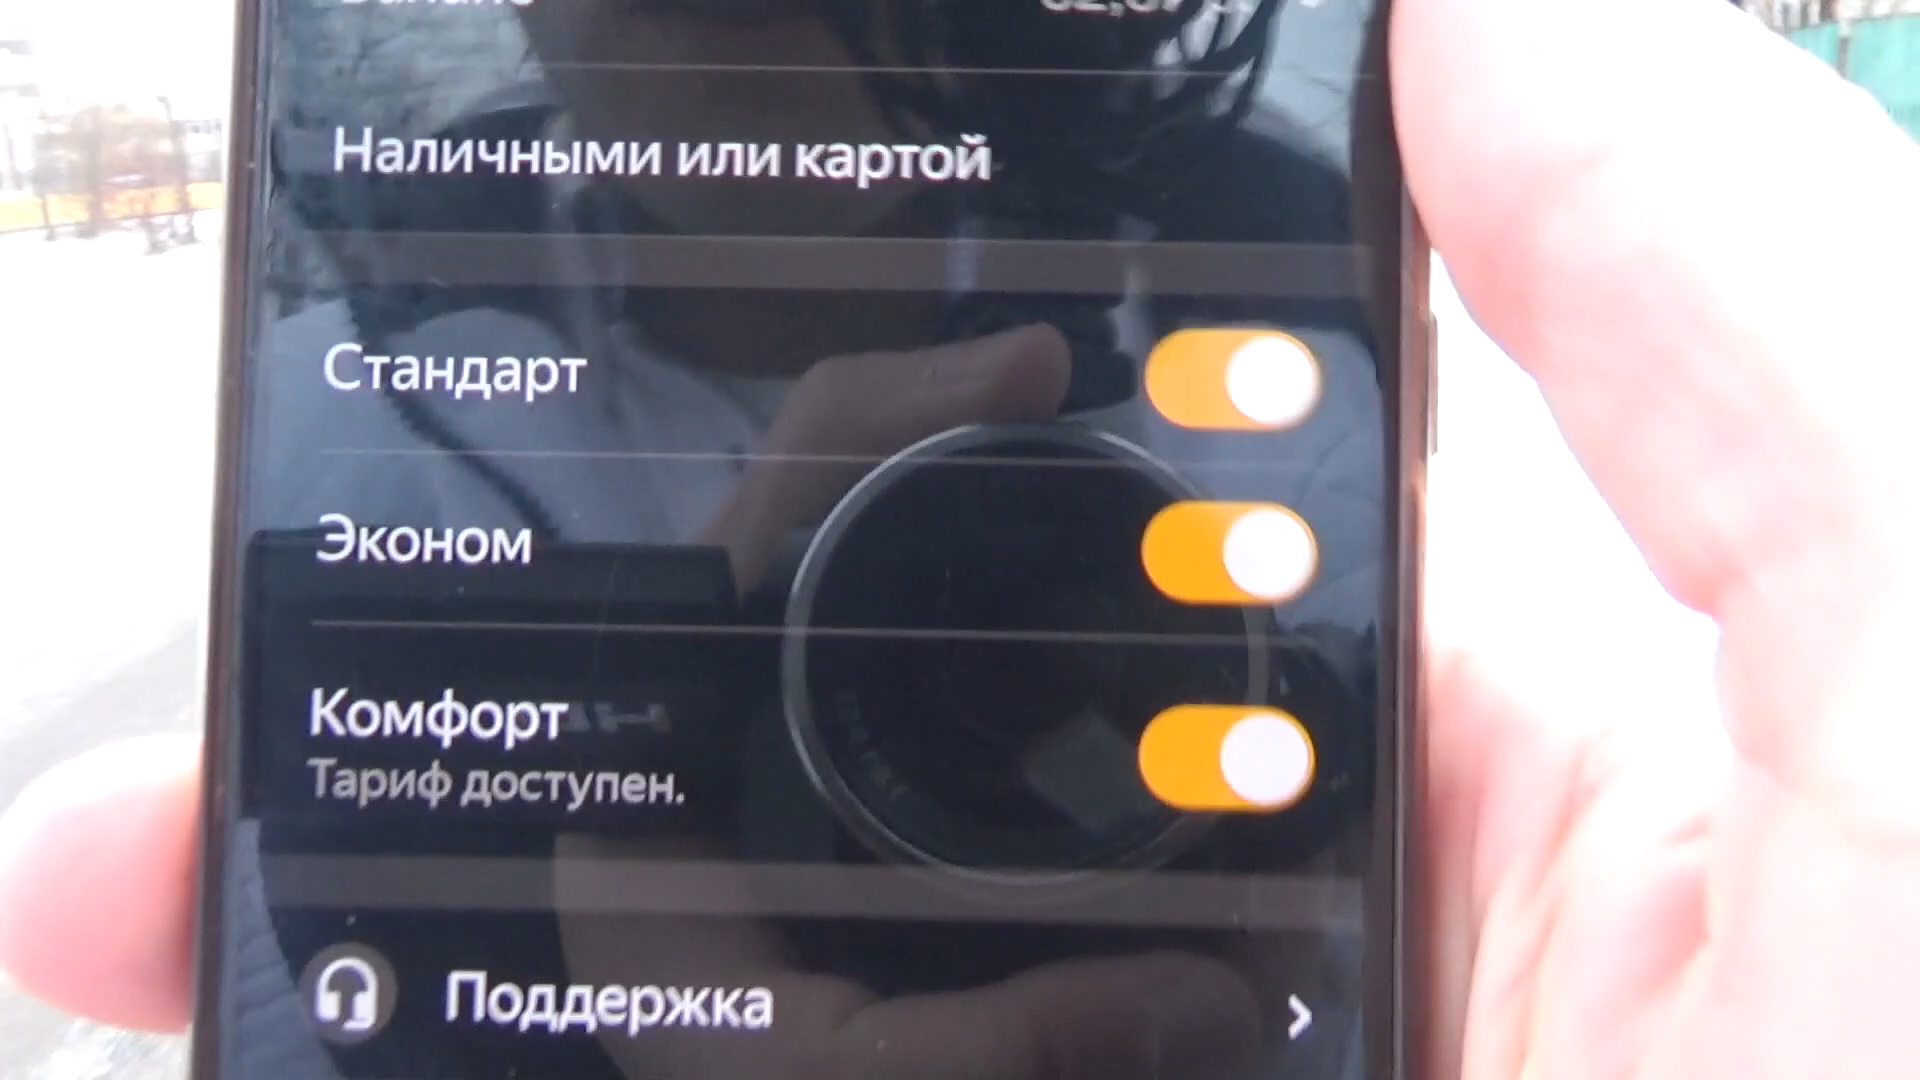 Наличными или картой
Стандарт
Эконом
Комфорт
Тариф доступен.
Поддержка